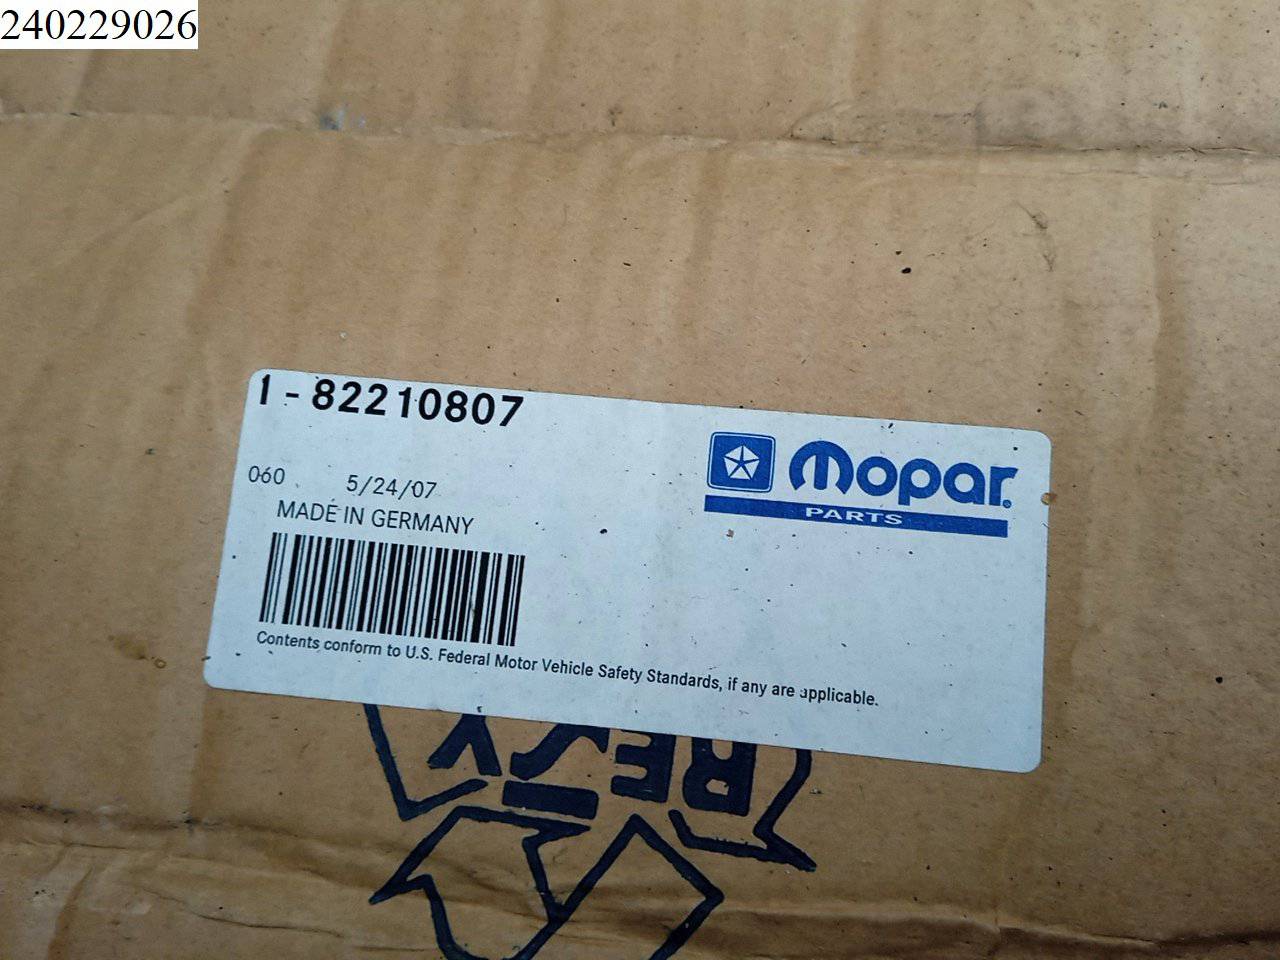 240229026
1-82210807
060 5/24/07
MADE IN GERMANY
Mopar
PARTS
Contents conform to U.S. Federal Motor Vehicle Safety Standards, if any are applicable.
RESY